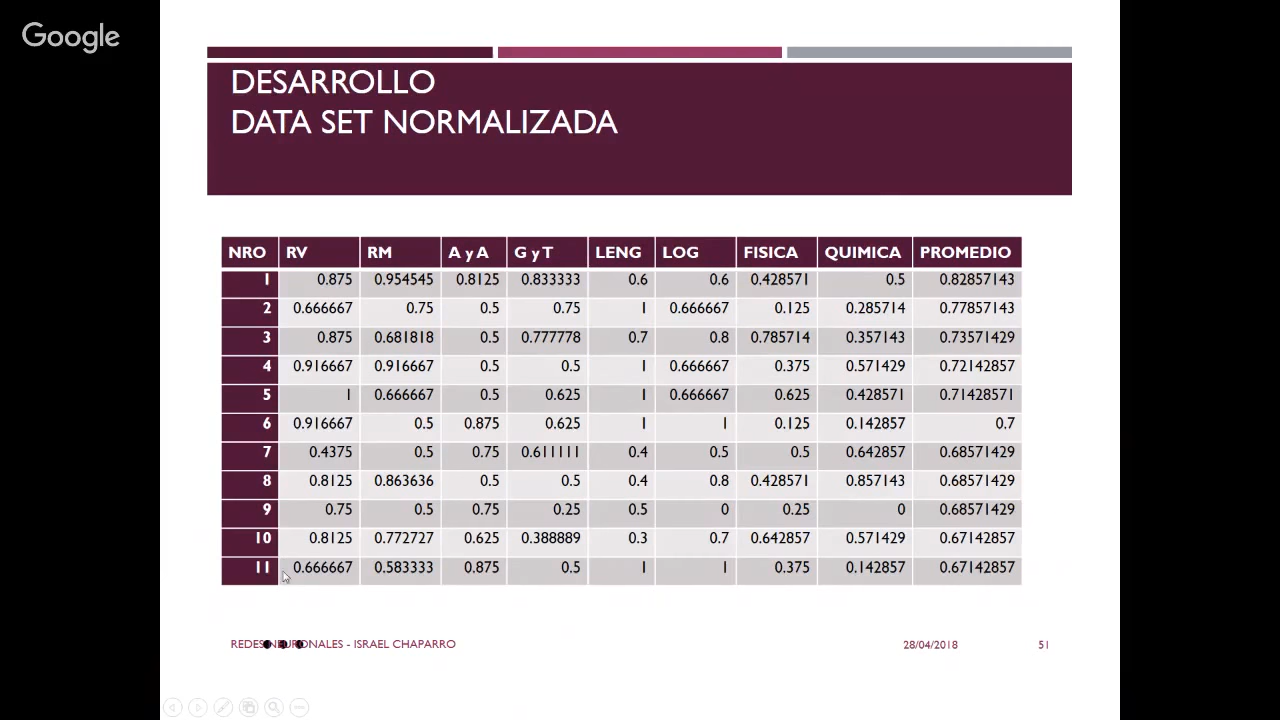 Google
DESARROLLO
DATA SET NORMALIZADA
NRO RV RM A y A G y T LENG LOG FISICA QUIMICA PROMEDIO
1 0.875 0.954545 0.8125 0.833333 0.6 0.6 0.428571 0.5 0.82857143
2 0.666667 0.75 0.5 0.75 1 0.666667 0.125 0.285714 0.77857143
3 0.875 0.681818 0.5 0.777778 0.7 0.8 0.785714 0.357143 0.73571429
4 0.916667 0.916667 0.5 0.5 1 0.666667 0.375 0.571429 0.72142857
5 1 0.666667 0.5 0.625 1 0.666667 0.625 0.428571 0.71428571
6 0.916667 0.5 0.875 0.625 1 1 0.125 0.142857 0.7
7 0.4375 0.5 0.75 0.611111 0.4 0.5 0.5 0.642857 0.68571429
8 0.8125 0.863636 0.5 0.5 0.4 0.8 0.428571 0.857143 0.68571429
9 0.75 0.5 0.75 0.25 0.5 0 0.25 0 0.68571429
10 0.8125 0.772727 0.625 0.388889 0.3 0.7 0.642857 0.571429 0.67142857
11 0.666667 0.583333 0.875 0.5 1 1 0.375 0.142857 0.67142857
REDES NEURONALES - ISRAEL CHAPARRO 28/04/2018 51